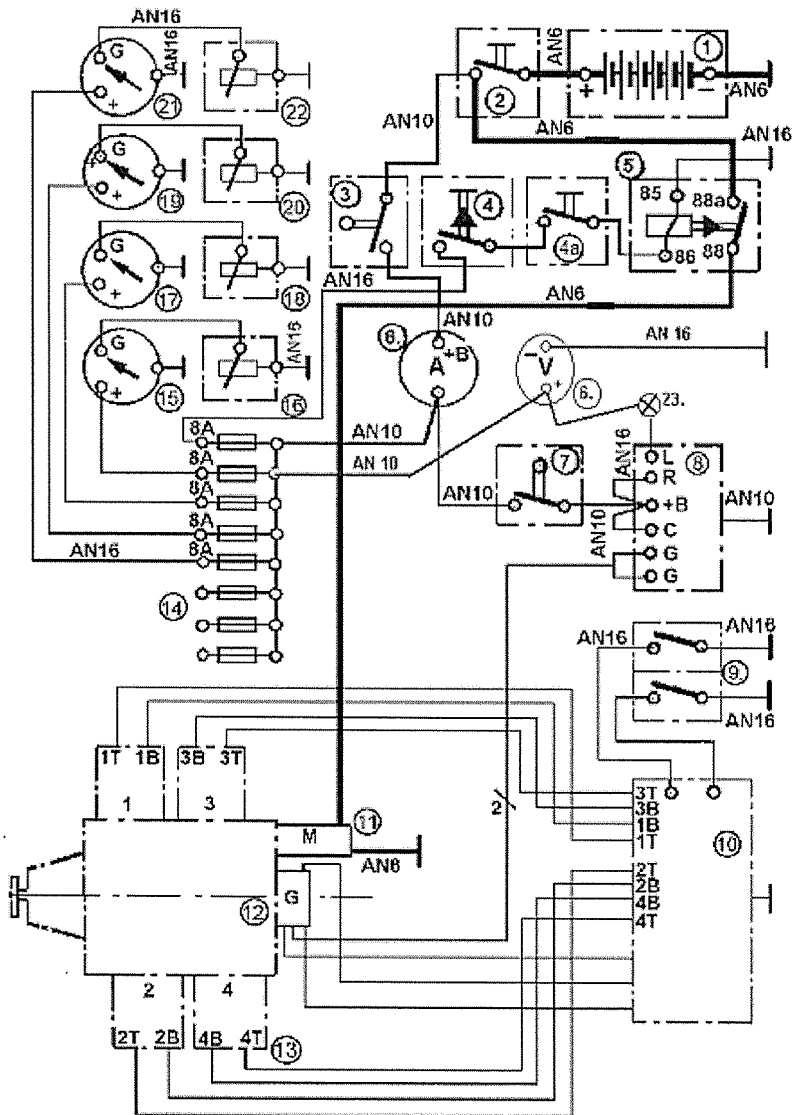 AN16
G
AN16
+
21
22
2
AN6
1
+
−
AN6
AN10
AN6
AN16
G
+
+
19
20
3
4
4a
5
85
88a
86
88
G
+
17
18
AN16
AN6
AN10
G
+
15
AN16
16
6.
+B
A
−
V
+
6.
AN 16
23.
8A
AN10
8A
AN 10
8A
8A
AN16
8A
14
7
AN10
AN16
AN10
L
R
+B
C
G
G
8
AN10
AN16
AN16
9.
AN16
1T 1B 3B 3T
1 3
M
11
AN6
G
12
2
2 4
2T 2B 4B 4T
13
3T
3B
1B
1T
2T
2B
4B
4T
10